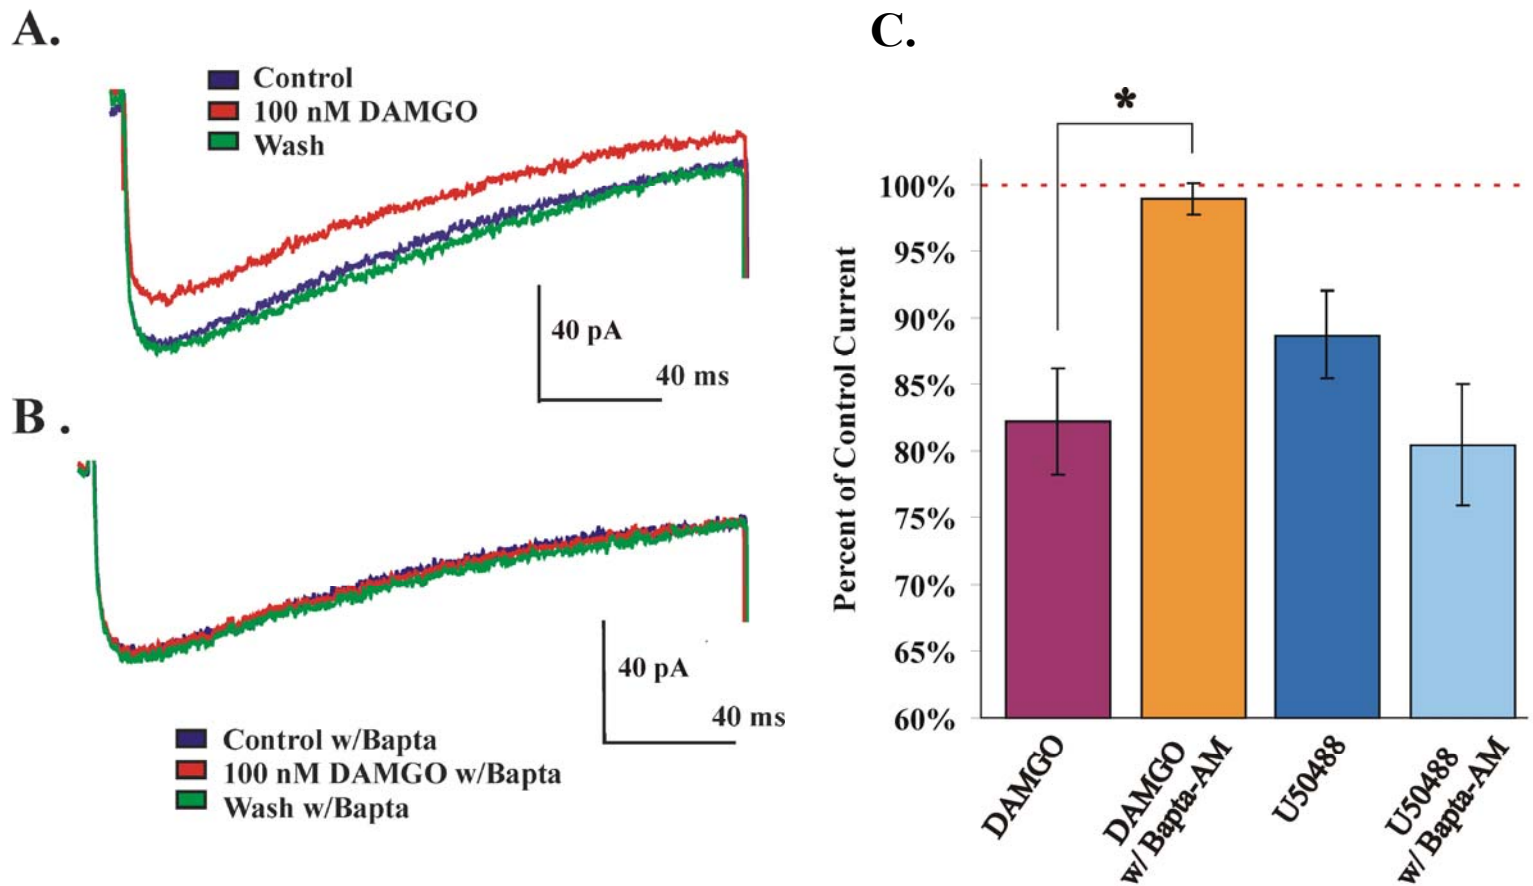 A.
Control
100 nM DAMGO
Wash
40 pA
40 ms
B .
40 pA
40 ms
Control w/Bapta
100 nM DAMGO w/Bapta
Wash w/Bapta
C.
*
Percent of Control Current
100%
95%
90%
85%
80%
75%
70%
65%
60%
DAMGO
DAMGO
w/ Bapta-AM
U50488
U50488
w/ Bapta-AM